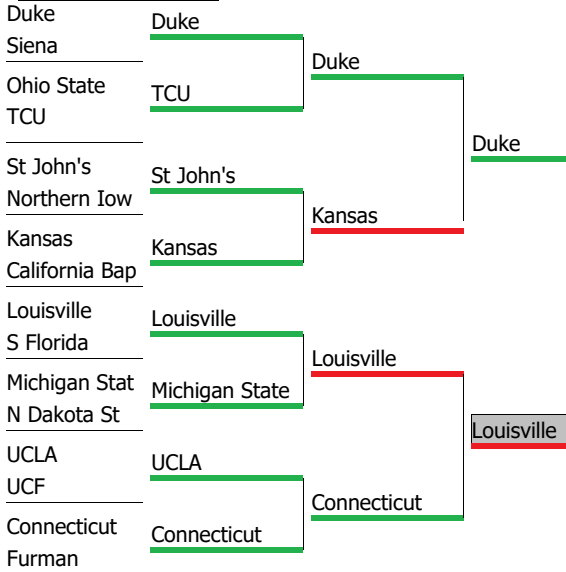 Duke
Siena
Ohio State
TCU
St John's
Northern Iow
Kansas
California Bap
Louisville
S Florida
Michigan Stat
N Dakota St
UCLA
UCF
Connecticut
Furman
Duke
TCU
St John's
Kansas
Louisville
Michigan State
UCLA
Connecticut
Duke
Kansas
Louisville
Connecticut
Duke
Louisville